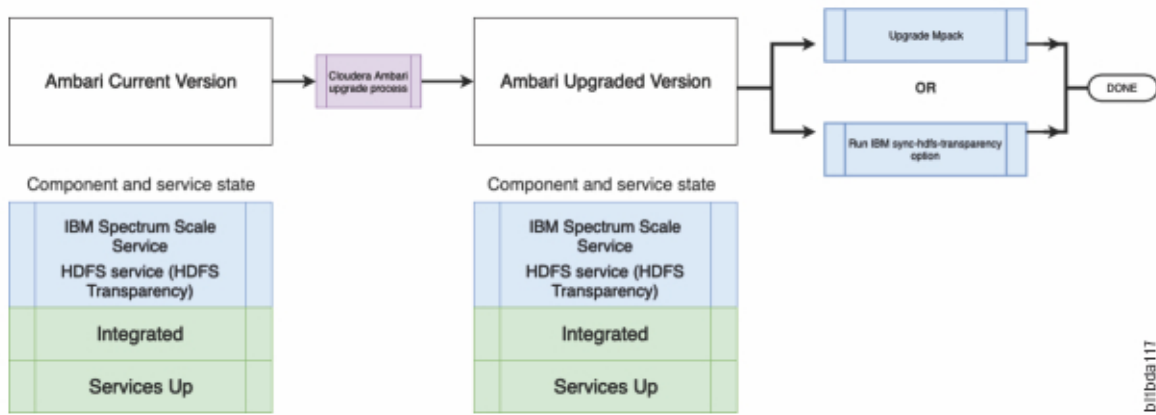 Ambari Current Version
Cloudera Ambari
upgrade process
Ambari Upgraded Version
Upgrade Mpack
OR
Run IBM sync-hdfs-transparency
option
DONE
Component and service state
IBM Spectrum Scale
Service
HDFS service (HDFS
Transparency)
Integrated
Services Up
Component and service state
IBM Spectrum Scale
Service
HDFS service (HDFS
Transparency)
Integrated
Services Up
bl1bda117